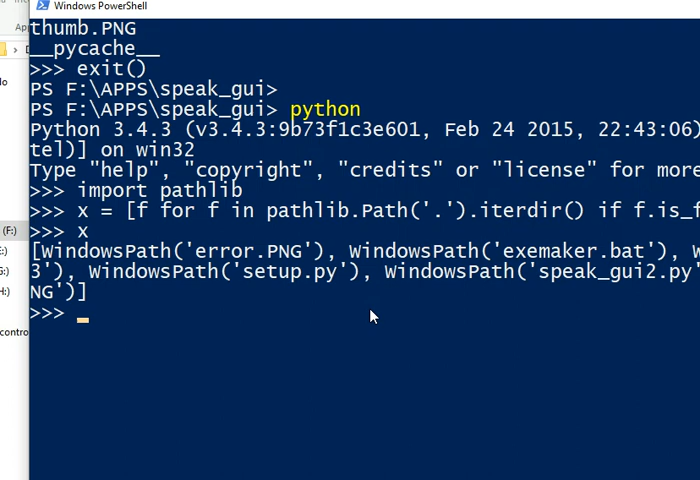 Windows PowerShell
thumb.PNG
__pycache__
>>> exit()
PS F:\APPS\speak_gui>
PS F:\APPS\speak_gui> python
Python 3.4.3 (v3.4.3:9b73f1c3e601, Feb 24 2015, 22:43:06)
tel)] on win32
Type "help", "copyright", "credits" or "license" for more
>>> import pathlib
>>> x = [f for f in pathlib.Path('.').iterdir() if f.is_f
>>> x
[WindowsPath('error.PNG'), WindowsPath('exemaker.bat'), W
(F:)
3'), WindowsPath('setup.py'), WindowsPath('speak_gui2.py'
NG')]
>>>
contro